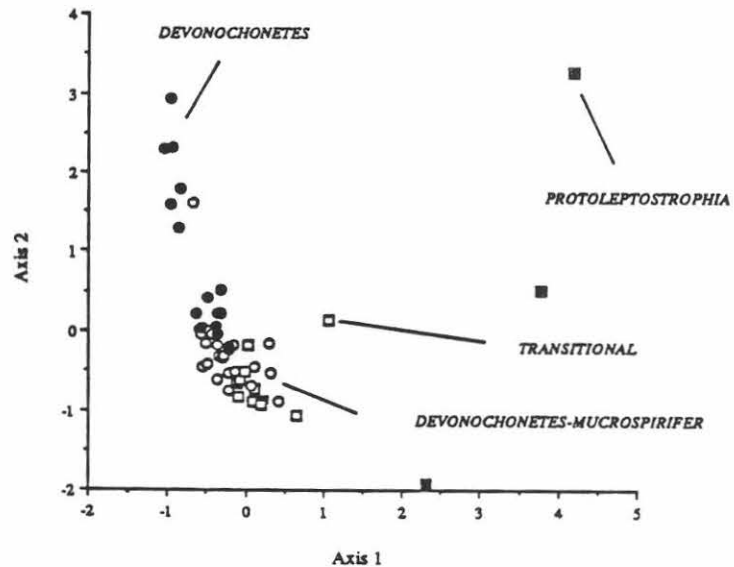 DEVONOCHONETES
PROTOLEPTOSTROPHIA
TRANSITIONAL
DEVONOCHONETES-MUCROSPIRIFER
Axis 2
4
3
2
1
0
-1
-2
-2
-1
0
1
2
3
4
5
Axis 1